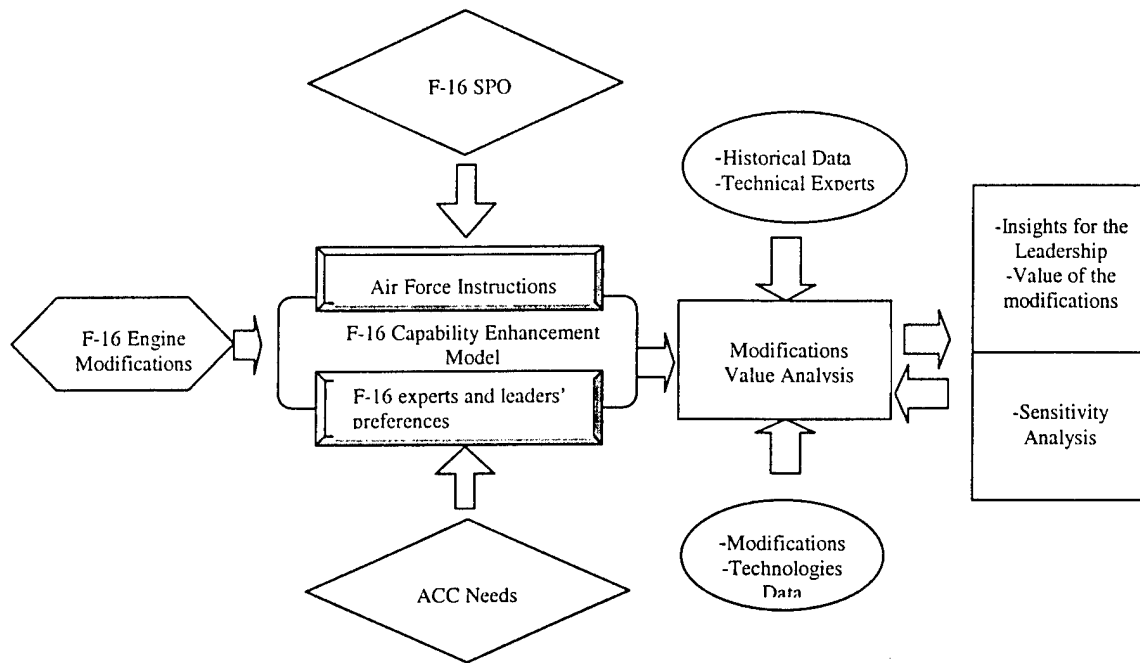 F-16 SPO
-Historical Data
-Technical Experts
-Insights for the
Leadership
-Value of the
modifications
Air Force Instructions
F-16 Engine
Modifications
F-16 Capability Enhancement
Model
Modifications
Value Analysis
F-16 experts and leaders’
preferences
-Sensitivity
Analysis
-Modifications
-Technologies
Data
ACC Needs